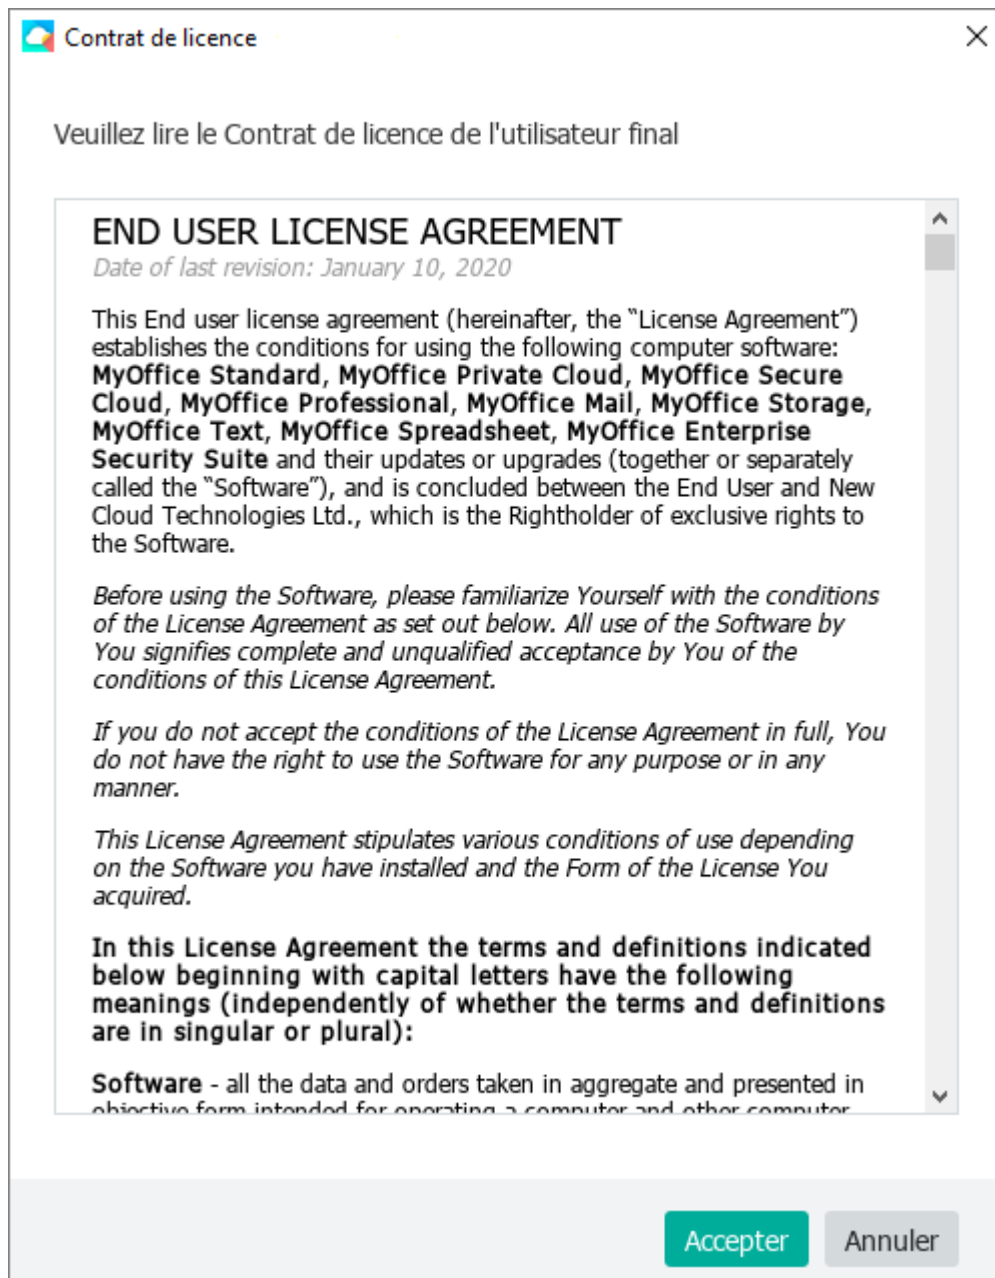 Contrat de licence
Veuillez lire le Contrat de licence de l'utilisateur final
END USER LICENSE AGREEMENT
Date of last revision: January 10, 2020
This End user license agreement (hereinafter, the “License Agreement”)
establishes the conditions for using the following computer software:
MyOffice Standard, MyOffice Private Cloud, MyOffice Secure
Cloud, MyOffice Professional, MyOffice Mail, MyOffice Storage,
MyOffice Text, MyOffice Spreadsheet, MyOffice Enterprise
Security Suite and their updates or upgrades (together or separately
called the “Software”), and is concluded between the End User and New
Cloud Technologies Ltd., which is the Rightholder of exclusive rights to
the Software.
Before using the Software, please familiarize Yourself with the conditions
of the License Agreement as set out below. All use of the Software by
You signifies complete and unqualified acceptance by You of the
conditions of this License Agreement.
If you do not accept the conditions of the License Agreement in full, You
do not have the right to use the Software for any purpose or in any
manner.
This License Agreement stipulates various conditions of use depending
on the Software you have installed and the Form of the License You
acquired.
In this License Agreement the terms and definitions indicated
below beginning with capital letters have the following
meanings (independently of whether the terms and definitions
are in singular or plural):
Software - all the data and orders taken in aggregate and presented in
objective form intended for operating a computer and other computer
Accepter
Annuler